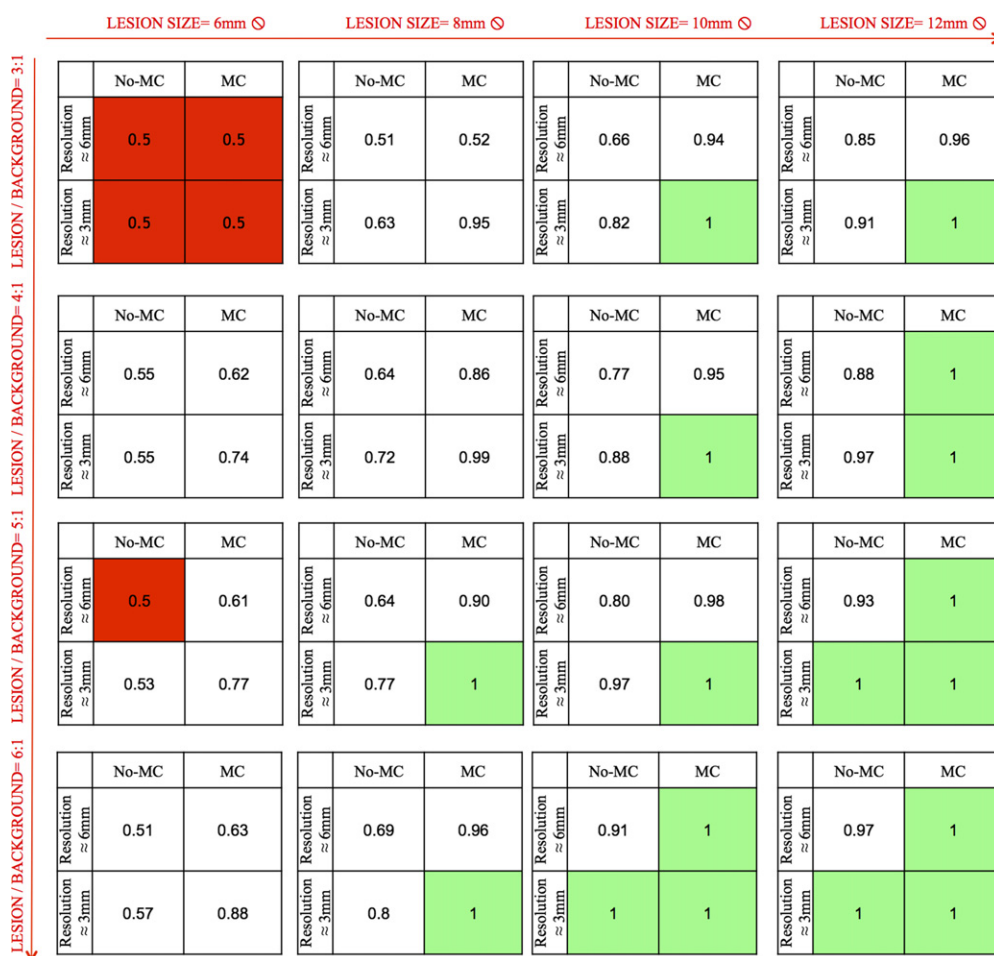 LESION SIZE= 6mm ⦸ LESION SIZE= 8mm ⦸ LESION SIZE= 10mm ⦸ LESION SIZE= 12mm ⦸
LESION / BACKGROUND= 3:1
No-MC MC No-MC MC No-MC MC No-MC MC
Resolution ≈ 6mm 0.5 0.5 Resolution ≈ 6mm 0.51 0.52 Resolution ≈ 6mm 0.66 0.94 Resolution ≈ 6mm 0.85 0.96
Resolution ≈ 3mm 0.5 0.5 Resolution ≈ 3mm 0.63 0.95 Resolution ≈ 3mm 0.82 1 Resolution ≈ 3mm 0.91 1
LESION / BACKGROUND= 4:1
No-MC MC No-MC MC No-MC MC No-MC MC
Resolution ≈ 6mm 0.55 0.62 Resolution ≈ 6mm 0.64 0.86 Resolution ≈ 6mm 0.77 0.95 Resolution ≈ 6mm 0.88 1
Resolution ≈ 3mm 0.55 0.74 Resolution ≈ 3mm 0.72 0.99 Resolution ≈ 3mm 0.88 1 Resolution ≈ 3mm 0.97 1
LESION / BACKGROUND= 5:1
No-MC MC No-MC MC No-MC MC No-MC MC
Resolution ≈ 6mm 0.5 0.61 Resolution ≈ 6mm 0.64 0.90 Resolution ≈ 6mm 0.80 0.98 Resolution ≈ 6mm 0.93 1
Resolution ≈ 3mm 0.53 0.77 Resolution ≈ 3mm 0.77 1 Resolution ≈ 3mm 0.97 1 Resolution ≈ 3mm 1 1
LESION / BACKGROUND= 6:1
No-MC MC No-MC MC No-MC MC No-MC MC
Resolution ≈ 6mm 0.51 0.63 Resolution ≈ 6mm 0.69 0.96 Resolution ≈ 6mm 0.91 1 Resolution ≈ 6mm 0.97 1
Resolution ≈ 3mm 0.57 0.88 Resolution ≈ 3mm 0.8 1 Resolution ≈ 3mm 1 1 Resolution ≈ 3mm 1 1